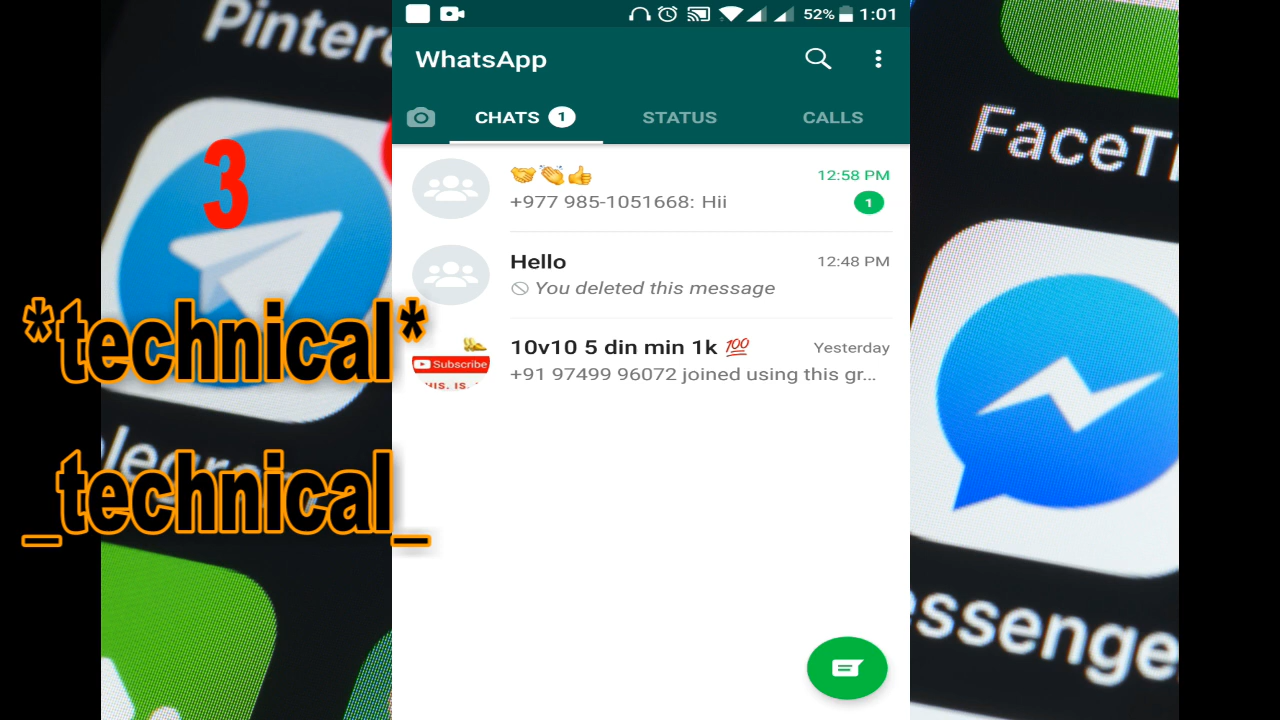 Pintere
52% 1:01
WhatsApp
CHATS 1
STATUS
CALLS
🤝👏👍 12:58 PM
+977 985-1051668: Hii 1
Hello 12:48 PM
You deleted this message
10v10 5 din min 1k 💯 Yesterday
+91 97499 96072 joined using this gr...
Subscribe
3
*technical*
_technical_
FaceTi
essenge